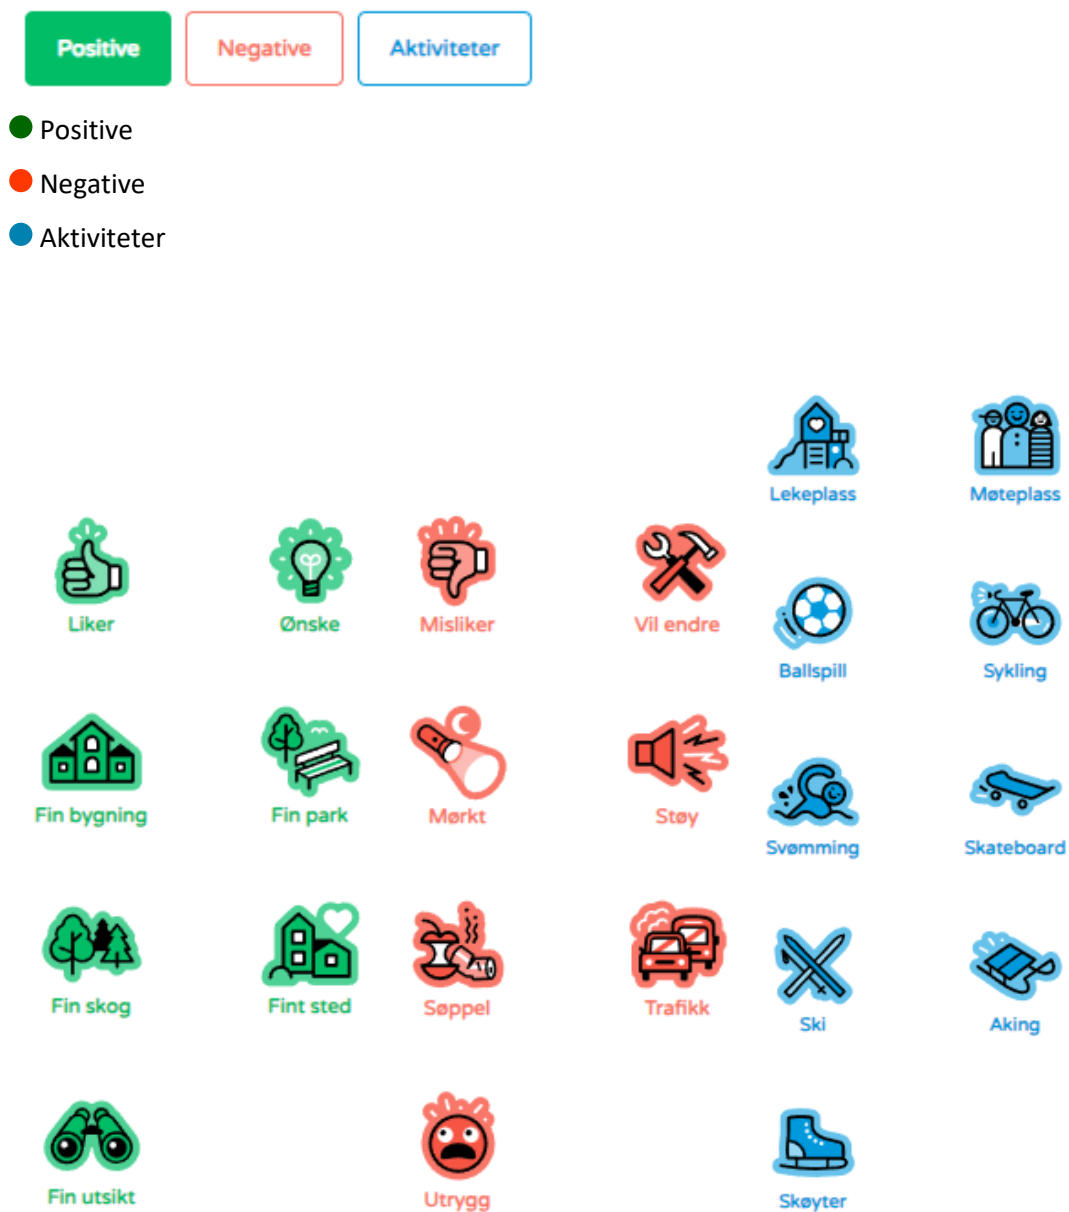 Positive
Negative
Aktiviteter
Positive
Negative
Aktiviteter
Lekeplass
Møteplass
Liker
Ønske
Misliker
Vil endre
Ballspill
Sykling
Fin bygning
Fin park
Mørkt
Støy
Svømming
Skateboard
Fin skog
Fint sted
Søppel
Trafikk
Ski
Aking
Fin utsikt
Utrygg
Skøyter